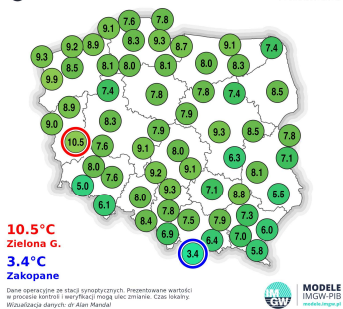 7.6 7.8
9.1
9.2 8.9 8.3 9.3 8.7 9.1 7.4
9.3
8.5 8.1 8.0 8.1 8.0 8.3
9.9
7.4 7.8 7.8 7.4 8.5
8.9
7.9
9.0 8.3
7.9 9.3 8.5 7.8
10.5 7.6 9.1 8.0
6.3 7.1
8.0 9.2 9.1 8.1
7.6
5.0 9.3 7.1 8.8
8.0
6.1 7.8 7.3
8.4 7.5 7.9
6.0
6.9 6.4 7.0
3.4 5.8
10.5°C
Zielona G.
3.4°C
Zakopane
Dane operacyjne ze stacji synoptycznych. Prezentowane wartości
w procesie kontroli i weryfikacji mogą ulec zmianie. Czas lokalny.
Wizualizacja danych: dr Alan Mandal
IM
GW
MODELE
IMGW-PIB
modele.imgw.pl